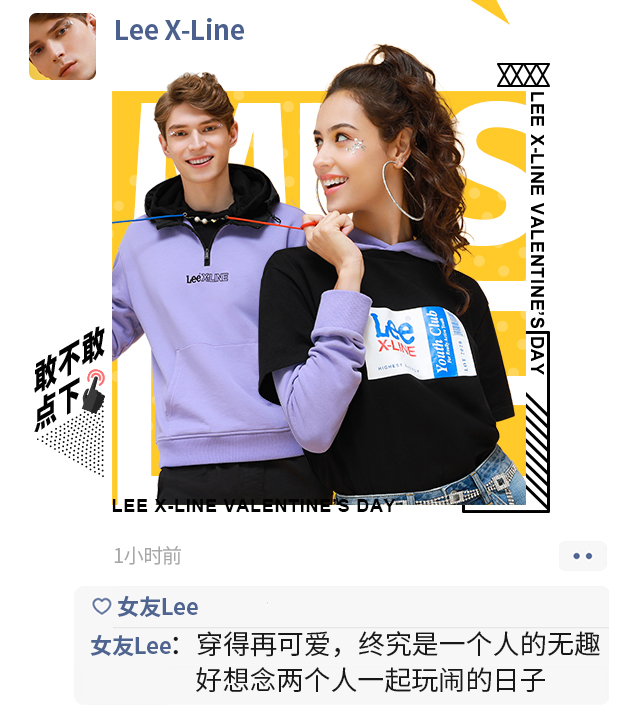 Lee X-Line
LEE X-LINE VALENTINE'S DAY
LeeX-LINE
Lee
X-LINE
Youth Club
敢不敢
点下
LEE X-LINE VALENTINE'S DAY
1小时前
女友Lee
女友Lee：穿得再可爱，终究是一个人的无趣
好想念两个人一起玩闹的日子